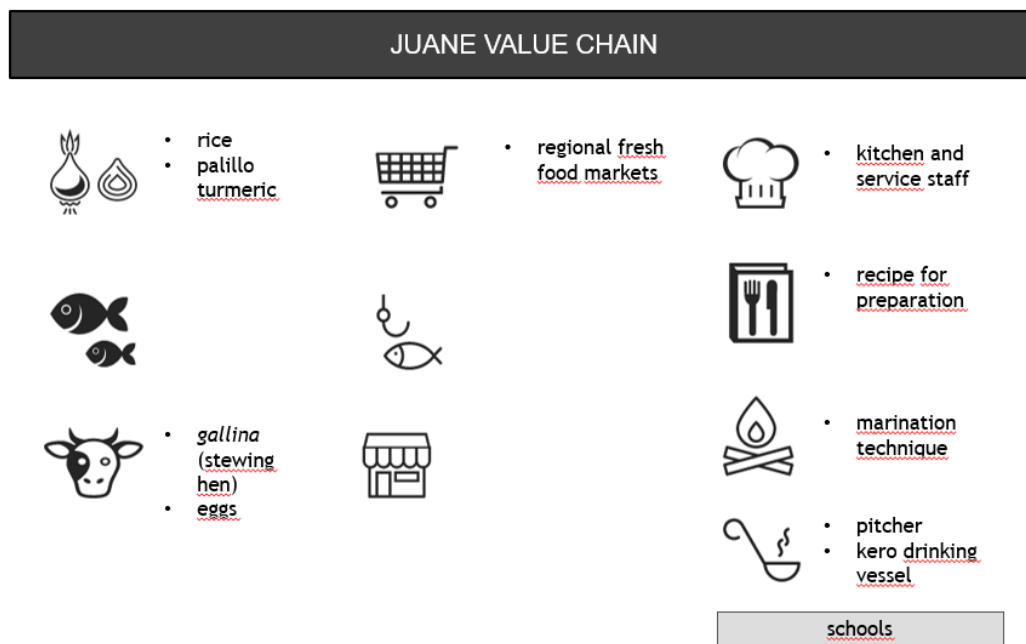 JUANE VALUE CHAIN
• rice
• palillo
turmeric
• regional fresh
food markets
• kitchen and
service staff
• recipe for
preparation
• gallina
(stewing
hen)
• eggs
• marination
technique
• pitcher
• kero drinking
vessel
schools